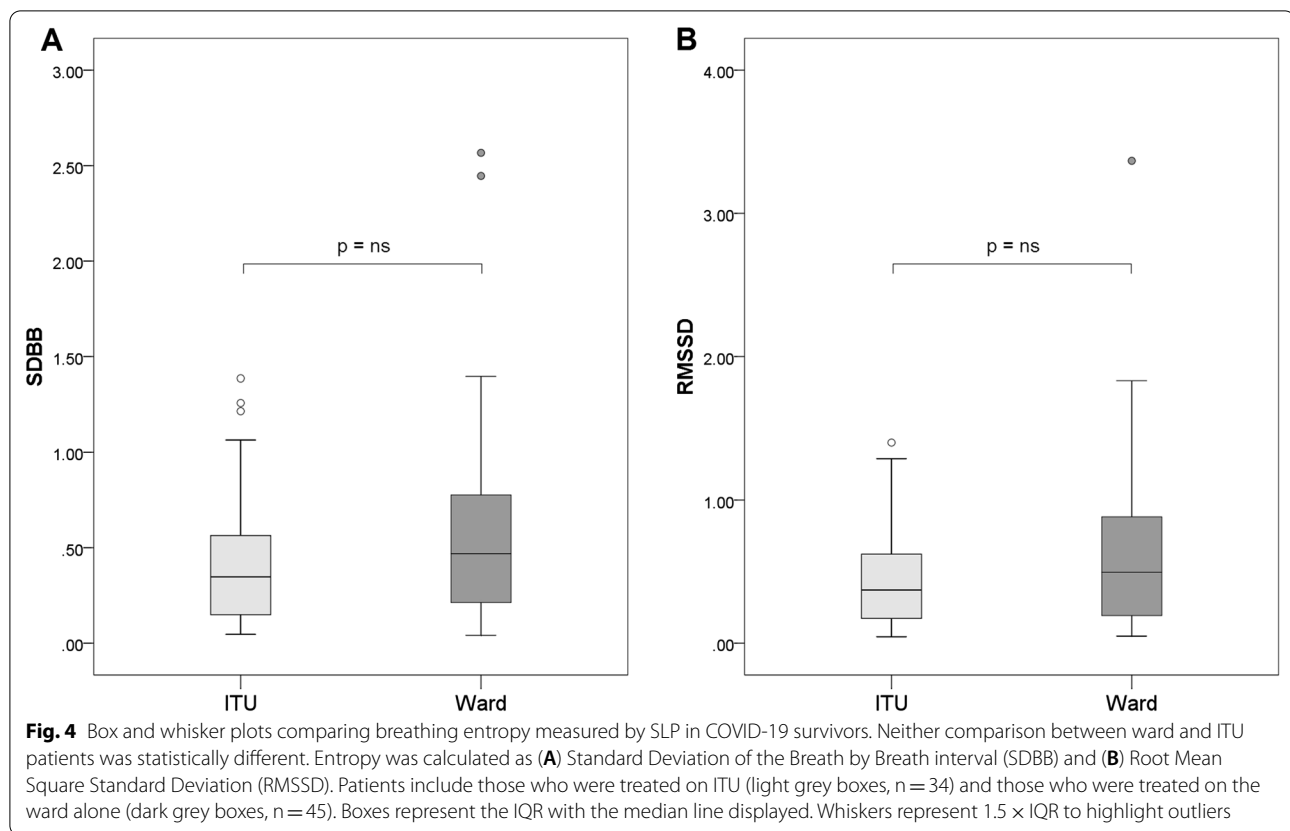 A
3.00
2.50
2.00
1.50
1.00
.50
.00
SDBB
p = ns
ITU
Ward
B
4.00
3.00
2.00
1.00
.00
RMSSD
p = ns
ITU
Ward
Fig. 4 Box and whisker plots comparing breathing entropy measured by SLP in COVID-19 survivors. Neither comparison between ward and ITU
patients was statistically different. Entropy was calculated as (A) Standard Deviation of the Breath by Breath interval (SDBB) and (B) Root Mean
Square Standard Deviation (RMSSD). Patients include those who were treated on ITU (light grey boxes, n = 34) and those who were treated on the
ward alone (dark grey boxes, n = 45). Boxes represent the IQR with the median line displayed. Whiskers represent 1.5 × IQR to highlight outliers